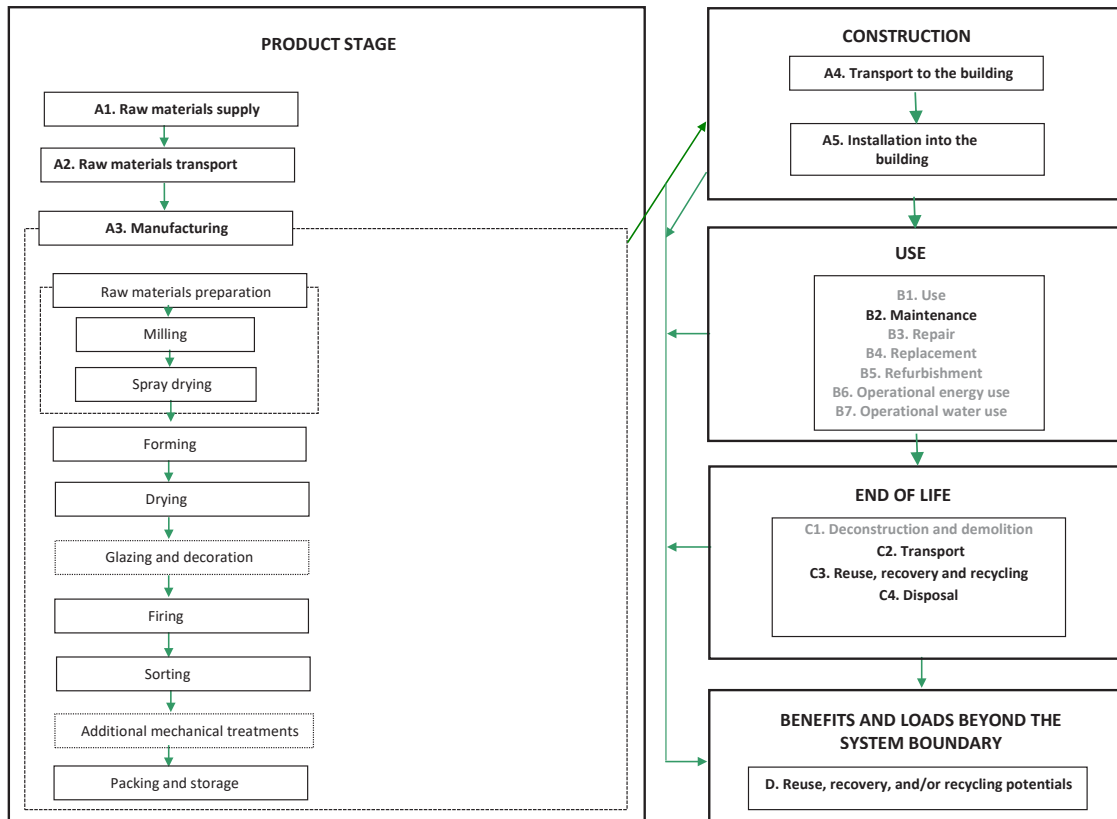 PRODUCT STAGE
A1. Raw materials supply
A2. Raw materials transport
A3. Manufacturing
Raw materials preparation
Milling
Spray drying
Forming
Drying
Glazing and decoration
Firing
Sorting
Additional mechanical treatments
Packing and storage
CONSTRUCTION
A4. Transport to the building
A5. Installation into the
building
USE
B1. Use
B2. Maintenance
B3. Repair
B4. Replacement
B5. Refurbishment
B6. Operational energy use
B7. Operational water use
END OF LIFE
C1. Deconstruction and demolition
C2. Transport
C3. Reuse, recovery and recycling
C4. Disposal
BENEFITS AND LOADS BEYOND THE
SYSTEM BOUNDARY
D. Reuse, recovery, and/or recycling potentials